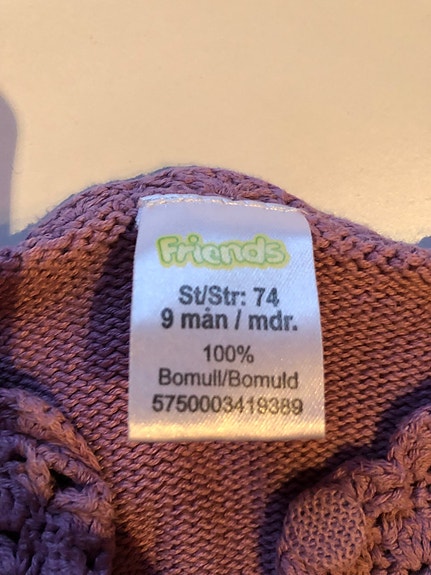 Friends
St/Str: 74
9 mån / mdr.
100%
Bomull/Bomuld
5750003419389